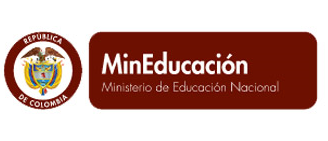 REPÚBLICA
DE COLOMBIA
MinEducación
Ministerio de Educación Nacional